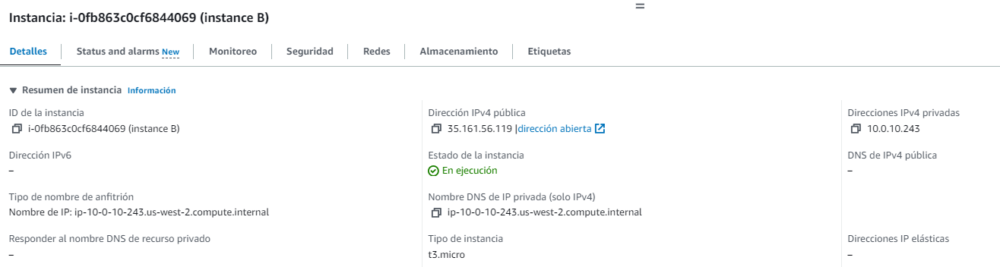 Instancia: i-0fb863c0cf6844069 (instance B)
Detalles
Status and alarms New
Monitoreo
Seguridad
Redes
Almacenamiento
Etiquetas
Resumen de instancia Información
ID de la instancia
i-0fb863c0cf6844069 (instance B)
Dirección IPv4 pública
35.161.56.119 |dirección abierta
Direcciones IPv4 privadas
10.0.10.243
Dirección IPv6
–
Estado de la instancia
En ejecución
DNS de IPv4 pública
–
Tipo de nombre de anfitrión
Nombre de IP: ip-10-0-10-243.us-west-2.compute.internal
Nombre DNS de IP privada (solo IPv4)
ip-10-0-10-243.us-west-2.compute.internal
Responder al nombre DNS de recurso privado
–
Tipo de instancia
t3.micro
Direcciones IP elásticas
–